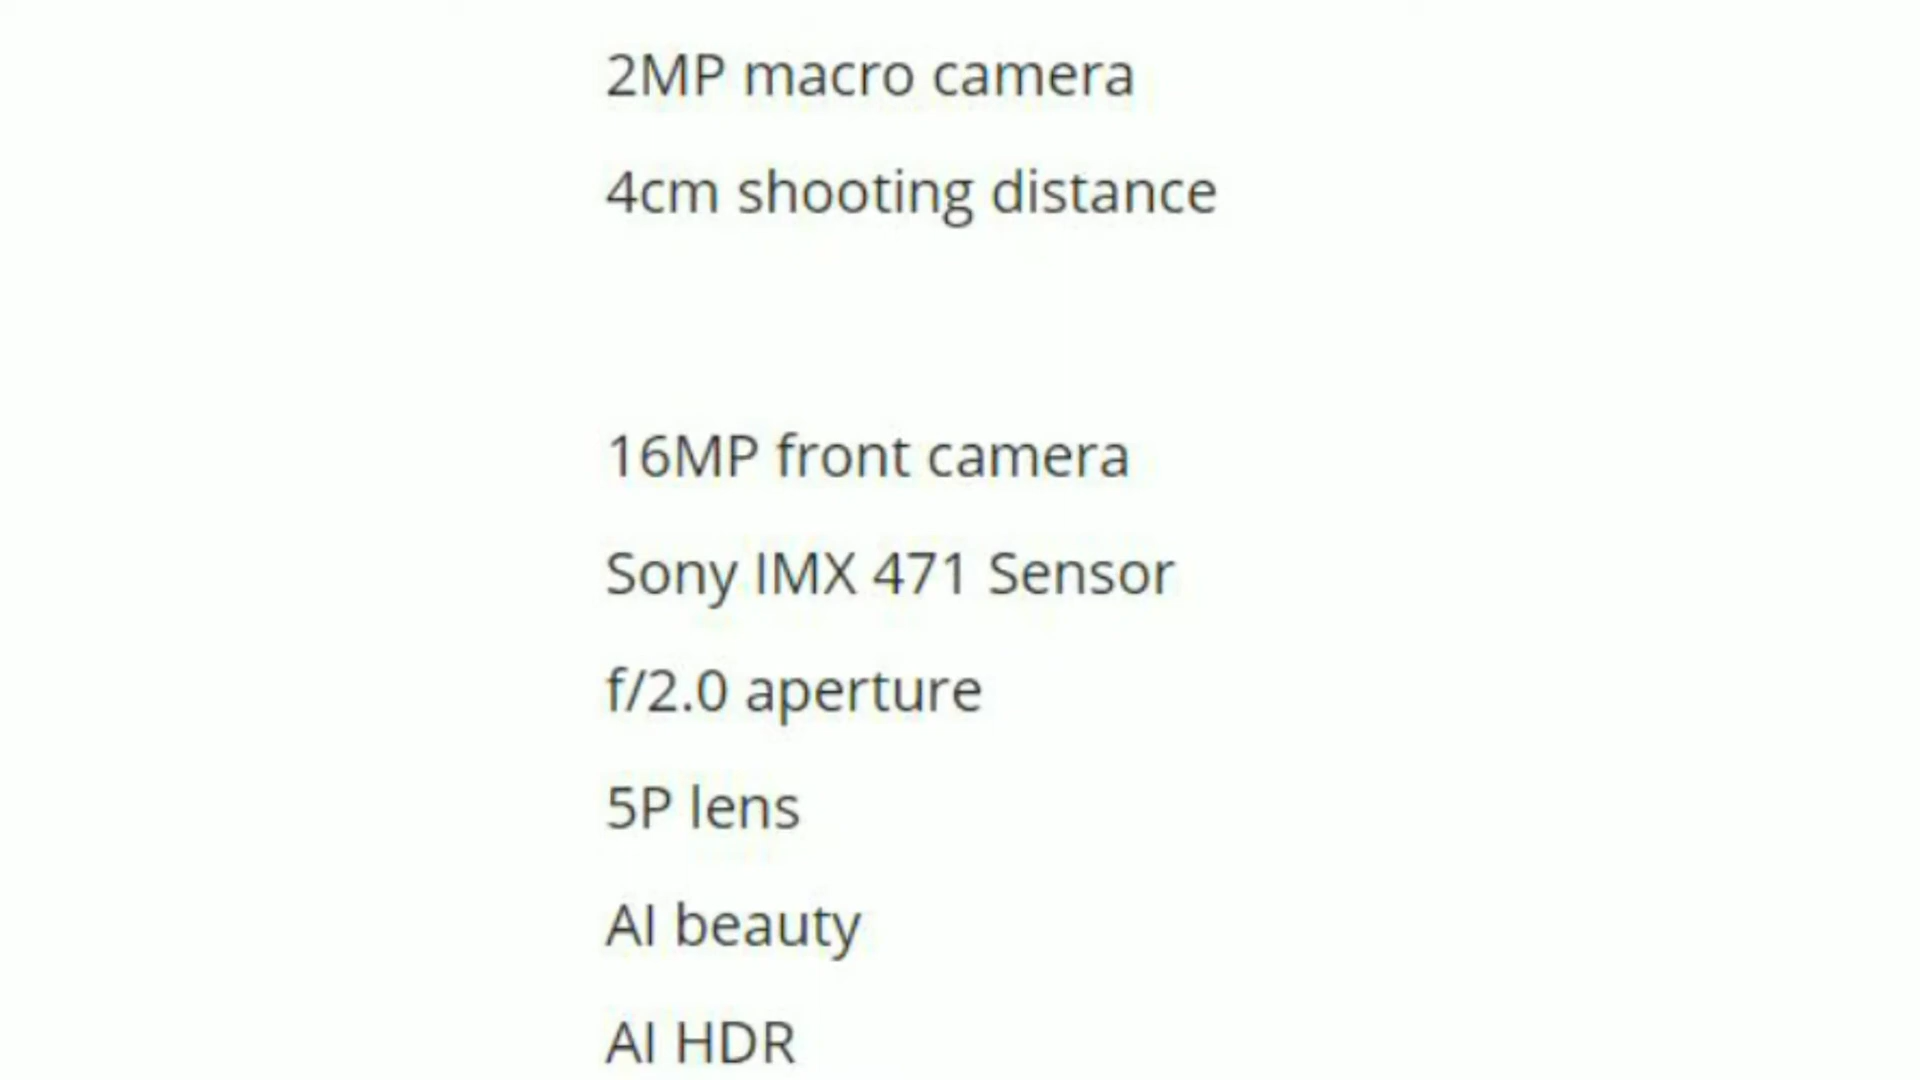 2MP macro camera
4cm shooting distance
16MP front camera
Sony IMX 471 Sensor
f/2.0 aperture
5P lens
AI beauty
AI HDR